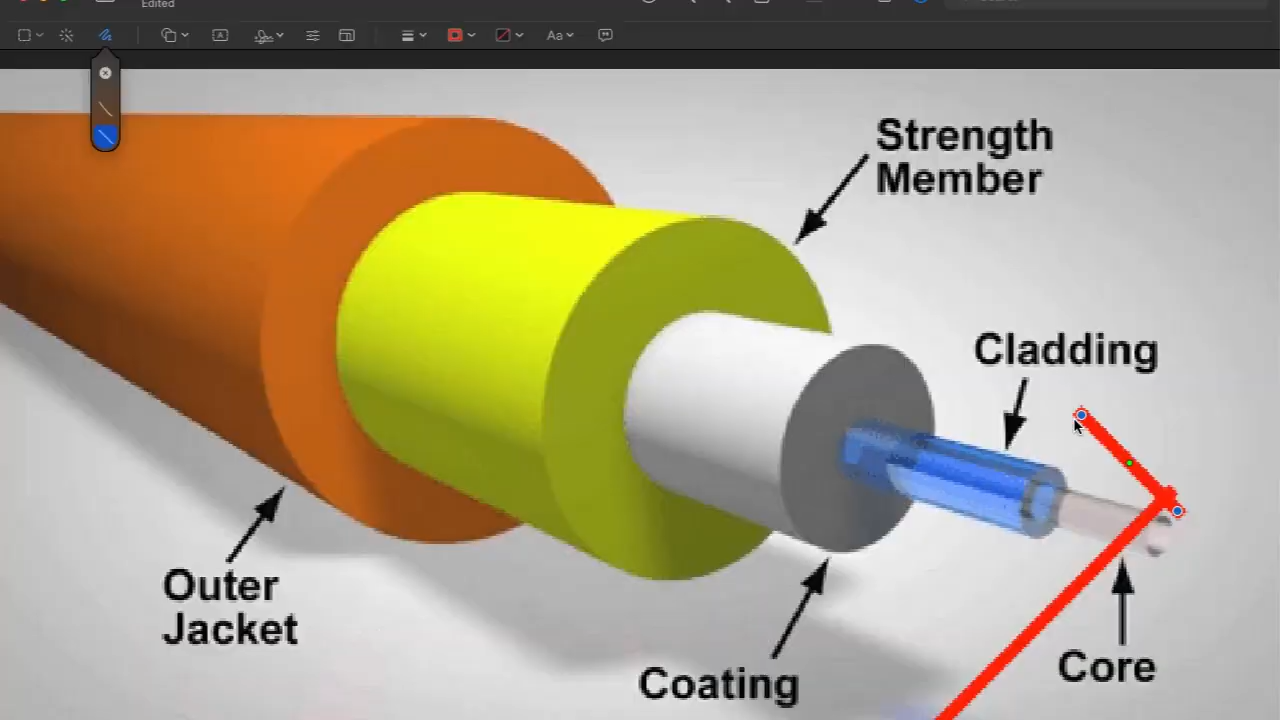 Edited
Aa
Strength
Member
Cladding
Outer
Jacket
Coating
Core